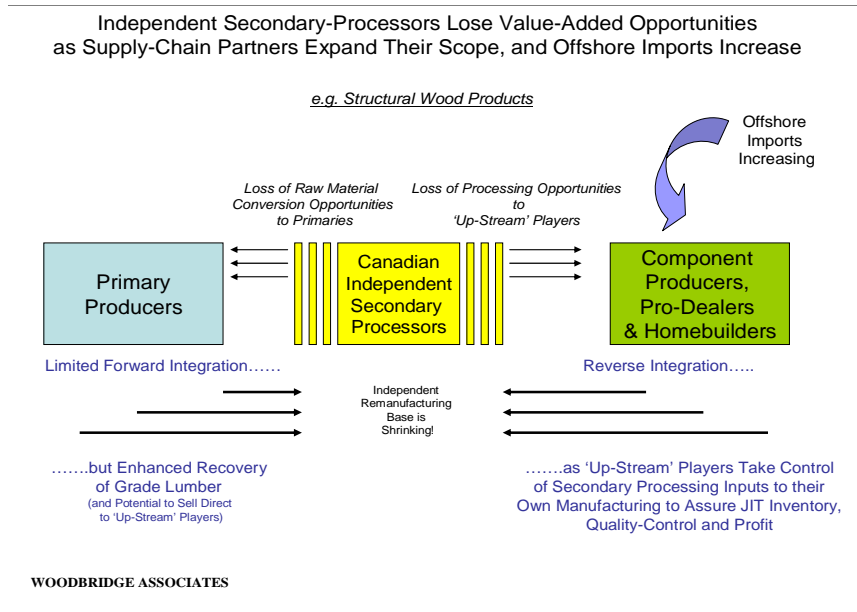 Independent Secondary-Processors Lose Value-Added Opportunities
as Supply-Chain Partners Expand Their Scope, and Offshore Imports Increase
e.g. Structural Wood Products
Offshore
Imports
Increasing
Loss of Raw Material
Conversion Opportunities
to Primaries
Loss of Processing Opportunities
to
'Up-Stream' Players
Primary
Producers
Canadian
Independent
Secondary
Processors
Component
Producers,
Pro-Dealers
& Homebuilders
Limited Forward Integration……
Reverse Integration…..
Independent
Remanufacturing
Base is
Shrinking!
…….but Enhanced Recovery
of Grade Lumber
(and Potential to Sell Direct
to 'Up-Stream' Players)
…….as 'Up-Stream' Players Take Control
of Secondary Processing Inputs to their
Own Manufacturing to Assure JIT Inventory,
Quality-Control and Profit
WOODBRIDGE ASSOCIATES